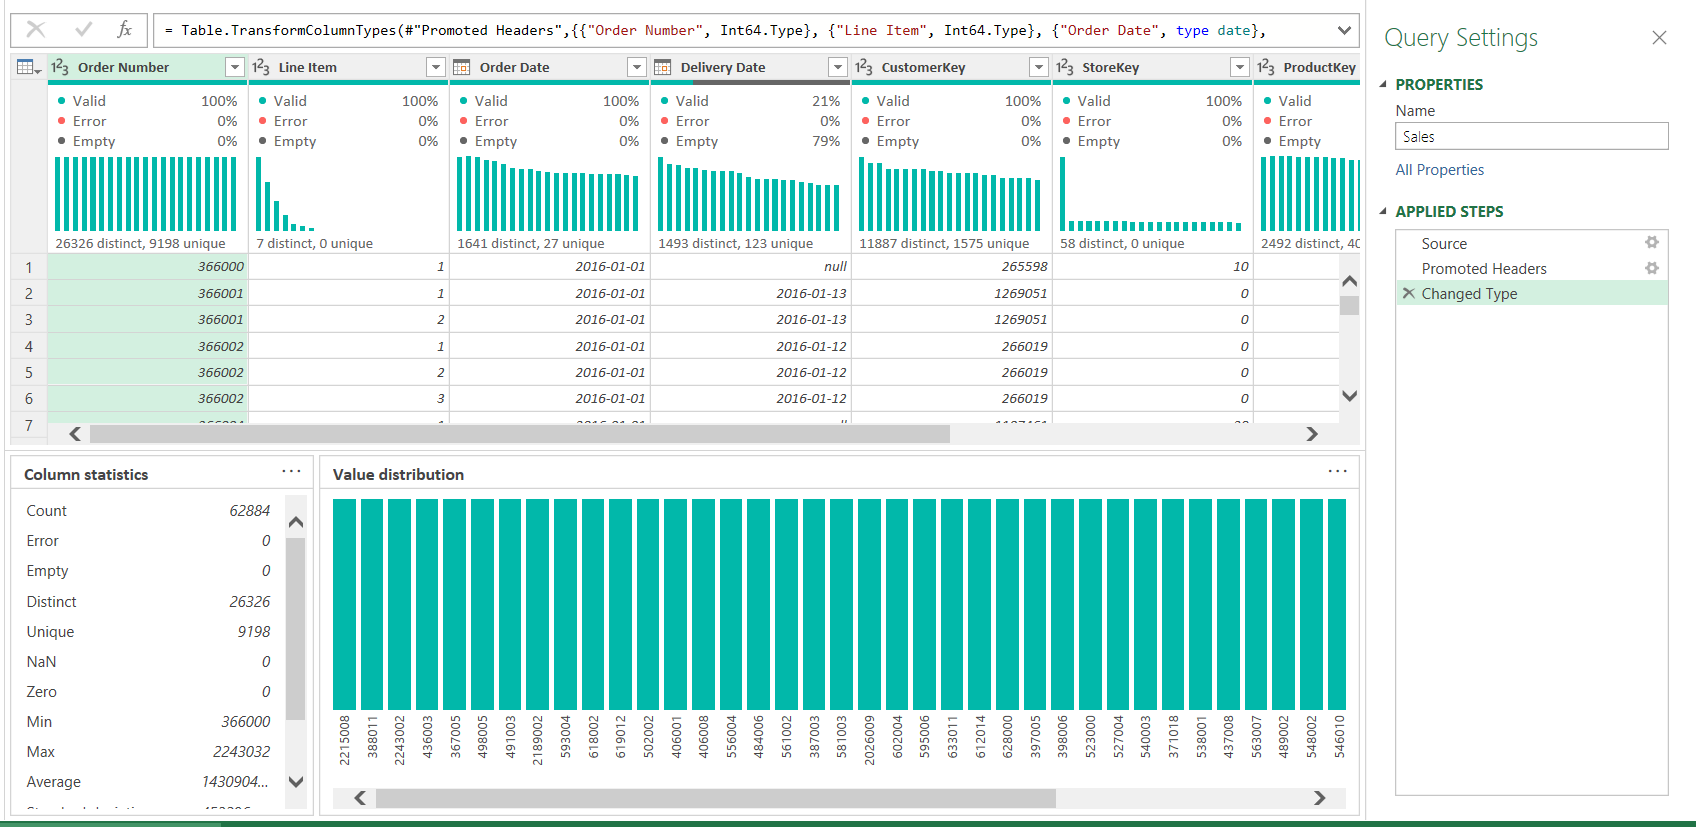 fx
= Table.TransformColumnTypes(#"Promoted Headers",{{"Order Number", Int64.Type}, {"Line Item", Int64.Type}, {"Order Date", type date},
1²3 Order Number 1²3 Line Item Order Date Delivery Date 1²3 CustomerKey 1²3 StoreKey 1²3 ProductKey
Valid 100% Valid 100% Valid 100% Valid 21% Valid 100% Valid 100% Valid
Error 0% Error 0% Error 0% Error 0% Error 0% Error 0% Error
Empty 0% Empty 0% Empty 0% Empty 79% Empty 0% Empty 0% Empty
26326 distinct, 9198 unique 7 distinct, 0 unique 1641 distinct, 27 unique 1493 distinct, 123 unique 11887 distinct, 1575 unique 58 distinct, 0 unique 2492 distinct, 40
1 366000 1 2016-01-01 null 265598 10
2 366001 1 2016-01-01 2016-01-13 1269051 0
3 366001 2 2016-01-01 2016-01-13 1269051 0
4 366002 1 2016-01-01 2016-01-12 266019 0
5 366002 2 2016-01-01 2016-01-12 266019 0
6 366002 3 2016-01-01 2016-01-12 266019 0
7
Column statistics ...
Count 62884
Error 0
Empty 0
Distinct 26326
Unique 9198
NaN 0
Zero 0
Min 366000
Max 2243032
Average 1430904...
Value distribution ...
2215008
388011
2243002
436003
367005
498005
491003
2189002
593004
618002
619012
502002
406001
406008
556004
484006
561002
387003
581003
2026009
602004
595006
633011
612014
628000
397005
398006
523000
527004
540003
371018
538001
437008
563007
489002
548002
546010
Query Settings
PROPERTIES
Name
Sales
All Properties
APPLIED STEPS
Source
Promoted Headers
Changed Type